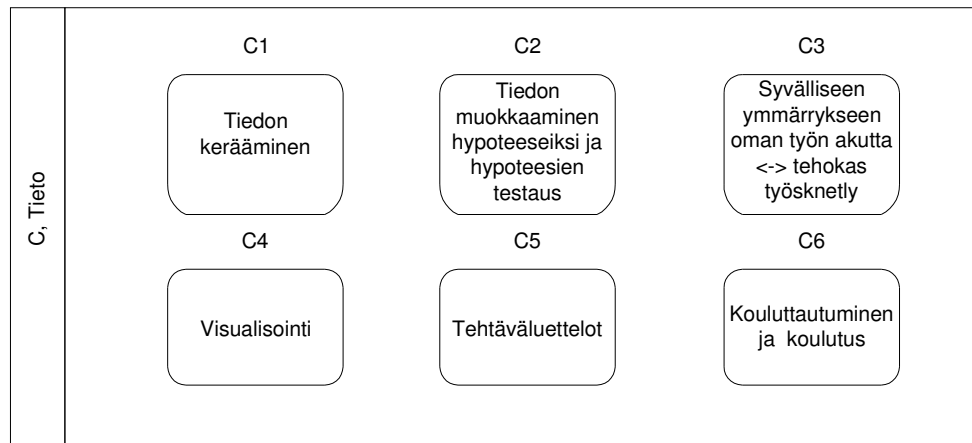 C, Tieto
C1
C2
C3
Tiedon
kerääminen
Tiedon
muokkaaminen
hypoteeseiksi ja
hypoteesien
testaus
Syvälliseen
ymmärrykseen
oman työn akutta
<-> tehokas
työsknetly
C4
C5
C6
Visualisointi
Tehtäväluettelot
Kouluttautuminen
ja koulutus